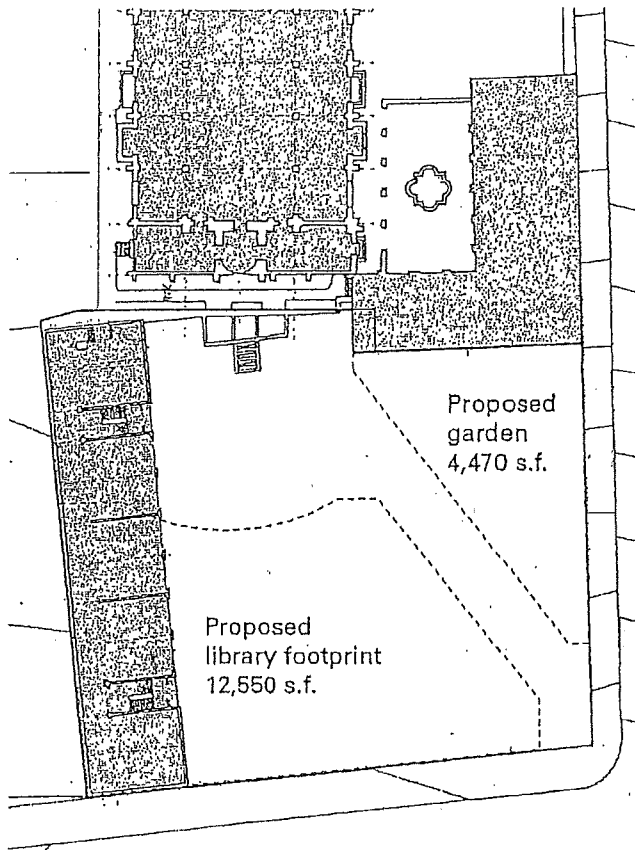 Proposed
garden
4,470 s.f.
Proposed
library footprint
12,550 s.f.